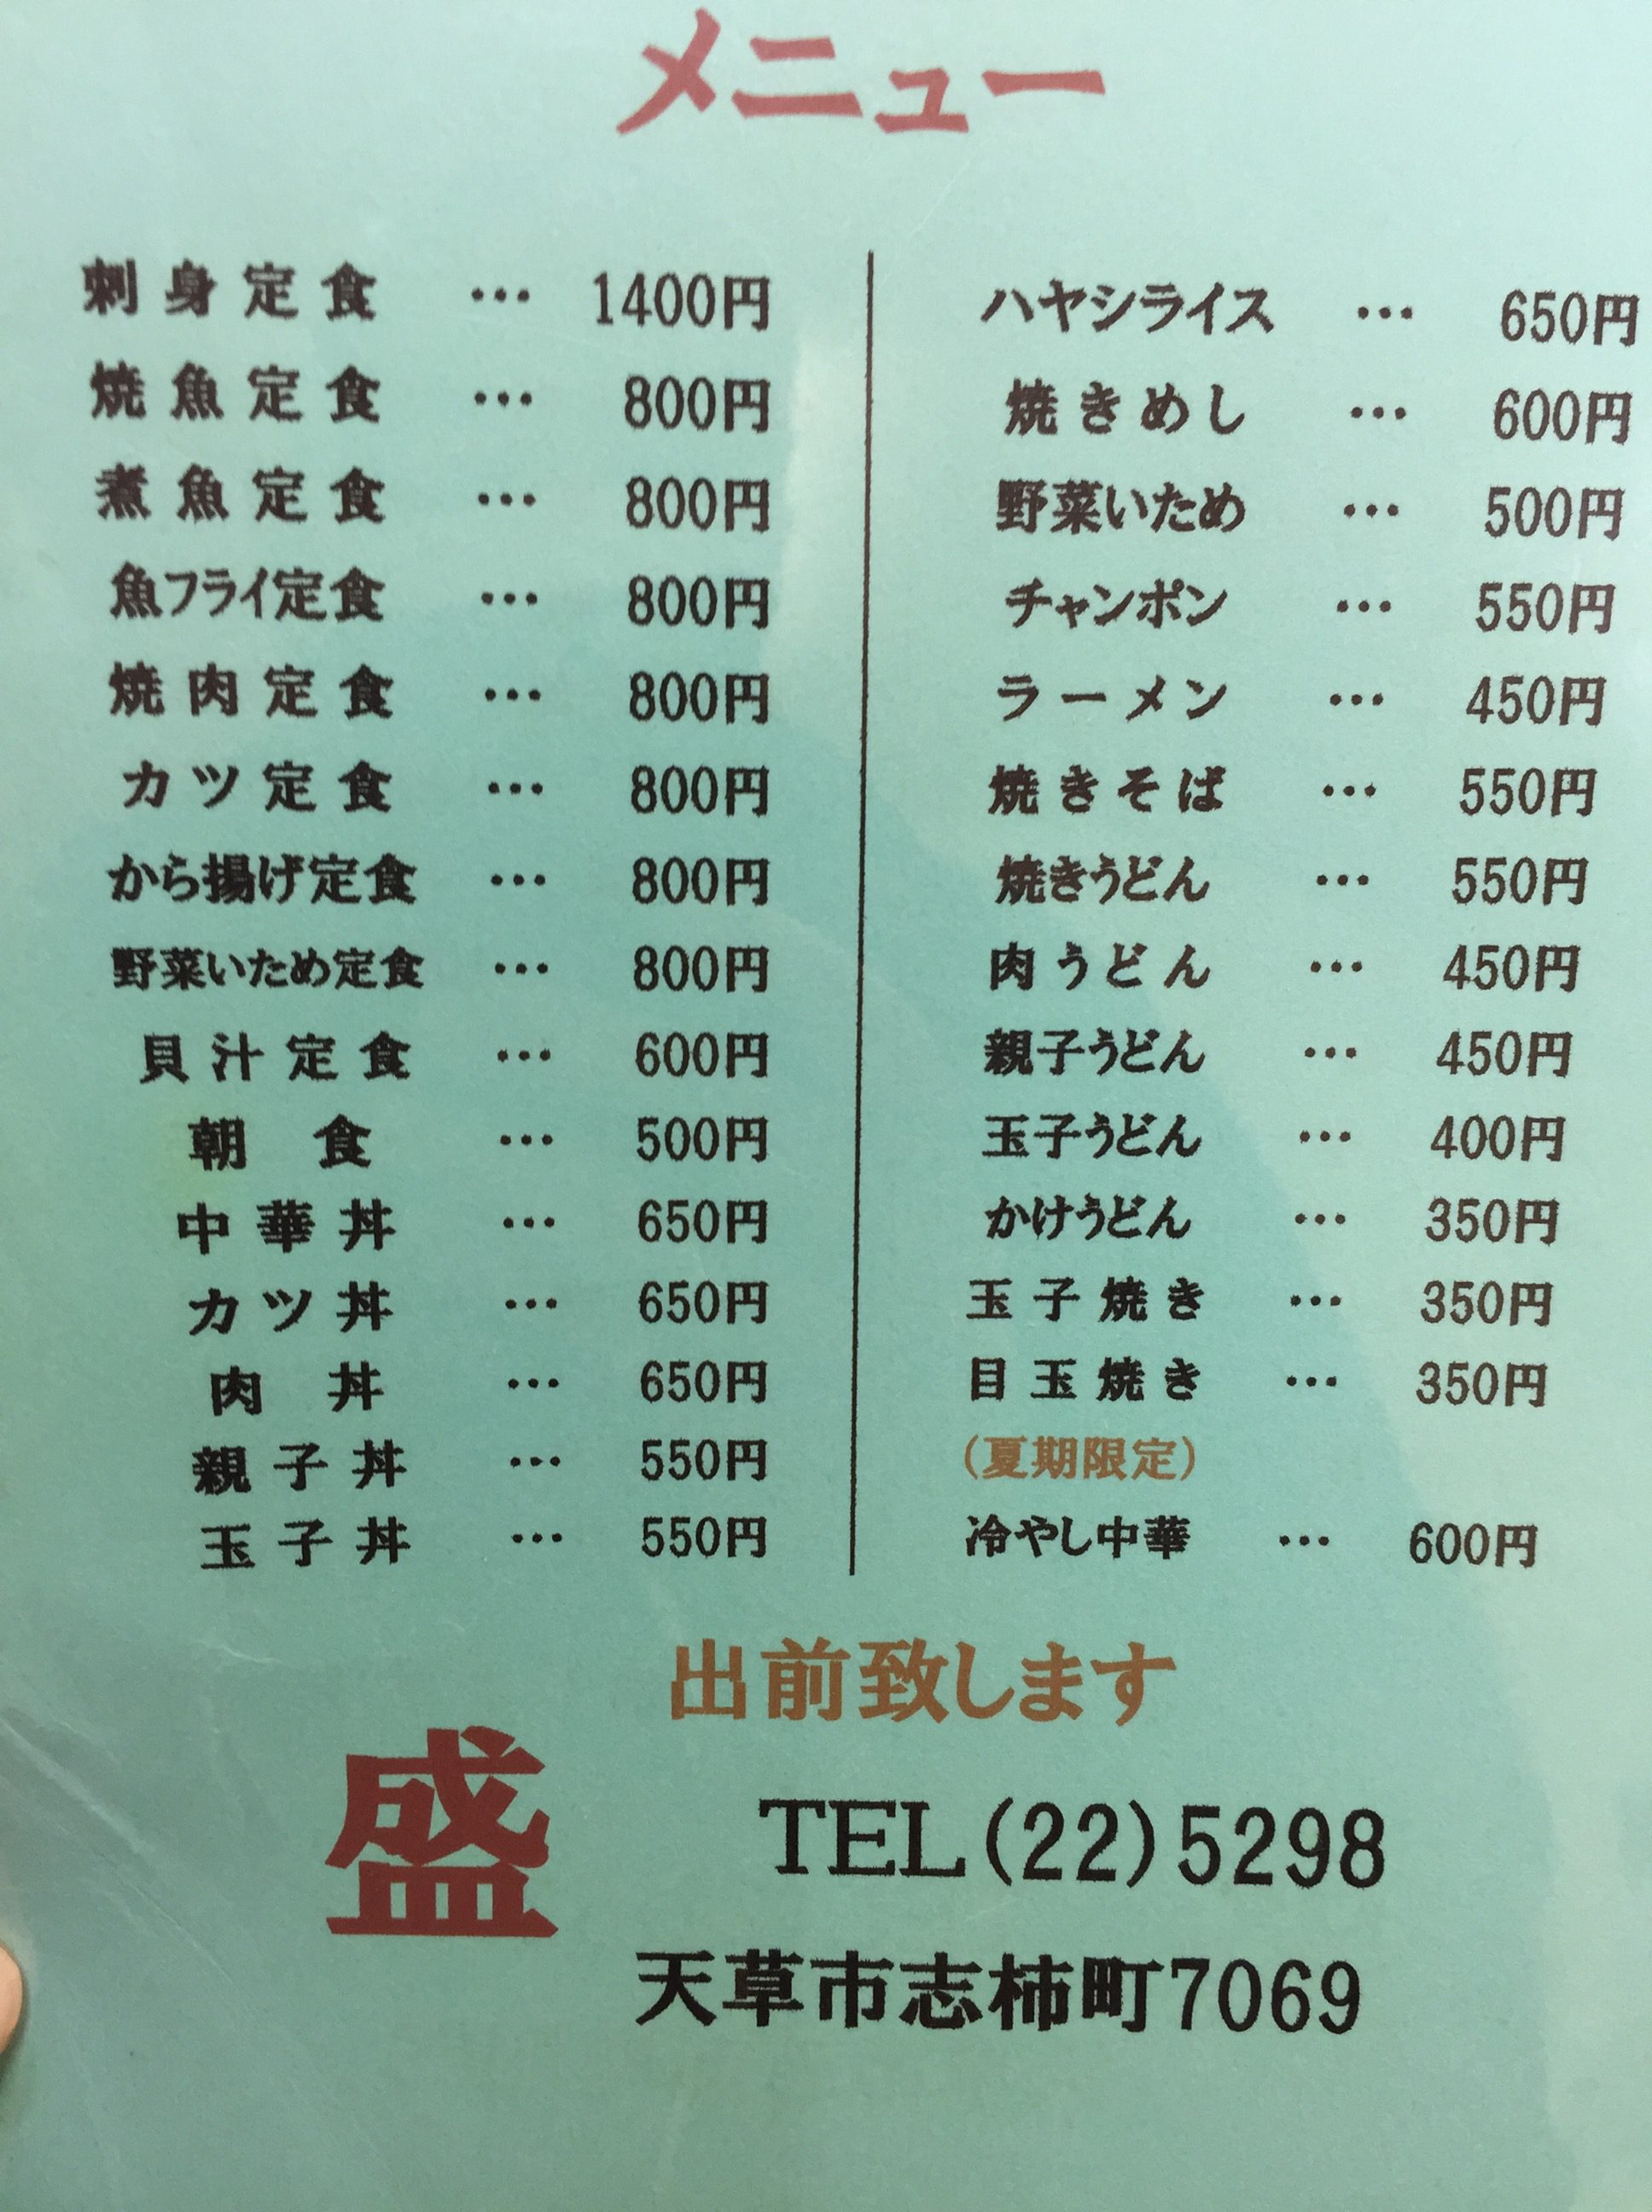 メニュー
刺身定食 … 1400円
焼魚定食 … 800円
煮魚定食 … 800円
魚フライ定食 … 800円
焼肉定食 … 800円
カツ定食 … 800円
から揚げ定食 … 800円
野菜いため定食 … 800円
貝汁定食 … 600円
朝食 … 500円
中華丼 … 650円
カツ丼 … 650円
肉丼 … 650円
親子丼 … 550円
玉子丼 … 550円
ハヤシライス … 650円
焼きめし … 600円
野菜いため … 500円
チャンポン … 550円
ラーメン … 450円
焼きそば … 550円
焼きうどん … 550円
肉うどん … 450円
親子うどん … 450円
玉子うどん … 400円
かけうどん … 350円
玉子焼き … 350円
目玉焼き … 350円
(夏期限定)
冷やし中華 … 600円
出前致します
盛
TEL(22)5298
天草市志柿町7069